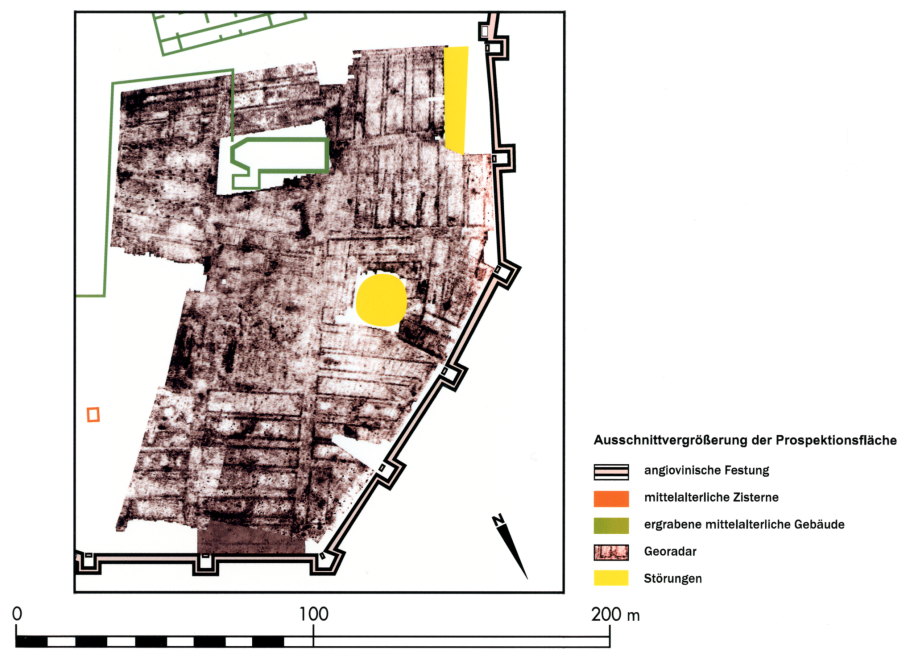 Ausschnittvergrößerung der Prospektionsfläche
angiovinische Festung
mittelalterliche Zisterne
ergrabene mittelalterliche Gebäude
Georadar
Störungen
N
0 100 200 m